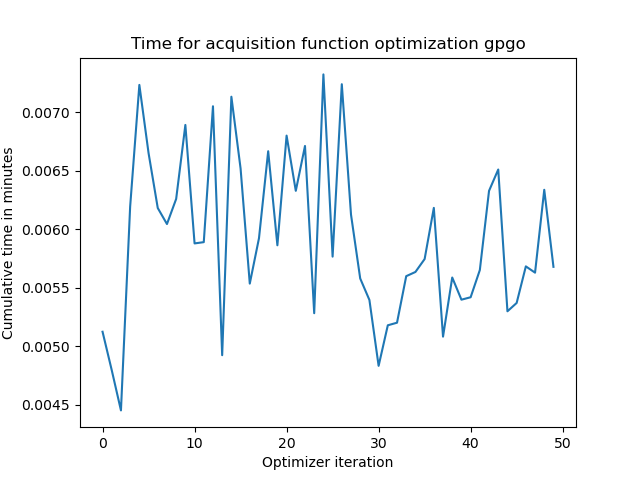 Time for acquisition function optimization gpgo
Cumulative time in minutes
0.0070
0.0065
0.0060
0.0055
0.0050
0.0045
0 10 20 30 40 50
Optimizer iteration